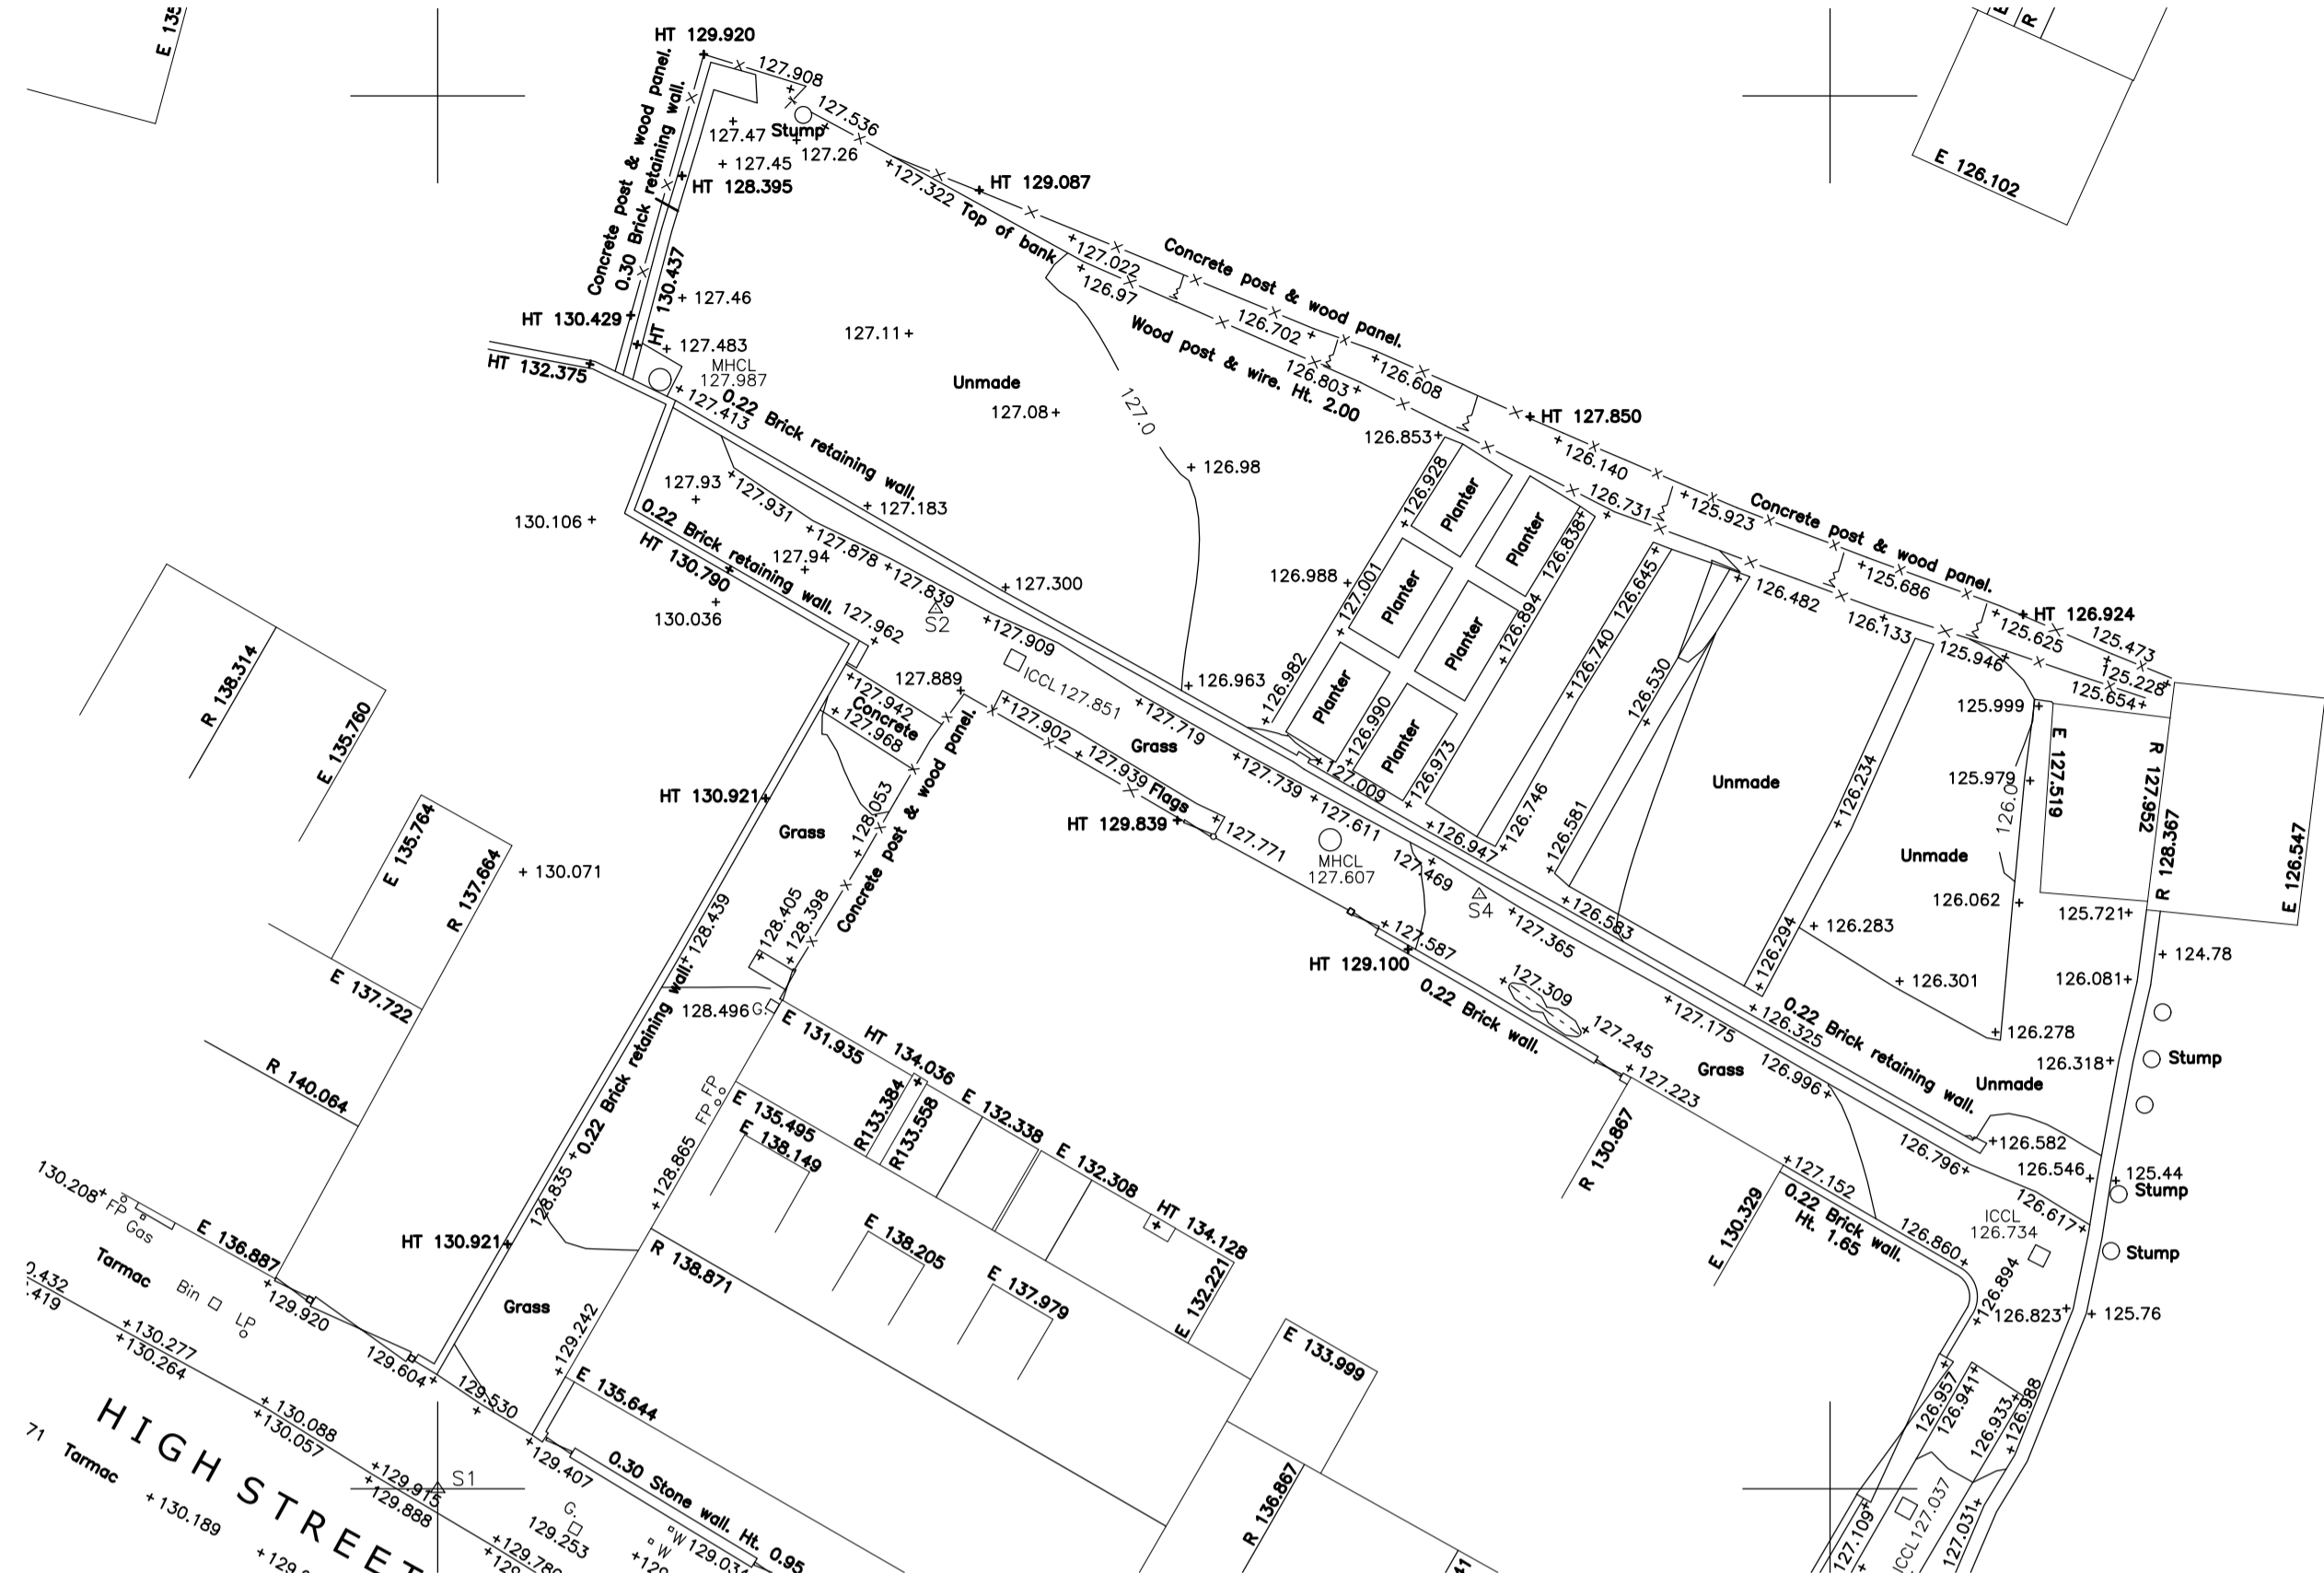 E 135
HT 129.920
Concrete post & wood panel.
0.30 Brick retaining wall.
127.908
127.536
Stump
127.47
127.26
127.45
HT 128.395
127.322
Top of bank
HT 129.087
E
R
E 126.102
HT 130.437
127.46
HT 130.429
127.483
MHCL
127.987
HT 132.375
127.413
0.22 Brick retaining wall.
127.11
Unmade
127.08
127.0
127.022
126.97
Concrete post & wood panel.
Wood post & wire. Ht. 2.00
126.702
126.803
126.608
HT 127.850
126.853
126.140
126.98
126.928
126.731
125.923
Concrete post & wood panel.
127.93
127.931
127.183
130.106
0.22 Brick retaining wall.
HT 130.790
127.878
127.94
127.839
127.300
130.036
127.962
S2
127.909
ICCL 127.851
126.988
127.001
126.982
Planter
Planter
Planter
Planter
Planter
Planter
126.838
126.894
126.990
126.973
126.645
126.740
126.530
126.482
126.133
125.686
HT 126.924
125.625
125.473
125.946
125.228
125.654
125.999
E 127.519
125.979
126.0
R 127.952
R 128.397
E 126.547
R 138.314
E 135.760
127.889
127.942
Concrete
127.968
126.963
127.902
127.719
Grass
127.939
Flags
127.739
127.009
127.611
126.947
126.746
126.581
Unmade
126.234
Unmade
HT 130.921
Grass
128.053
Concrete post & wood panel.
HT 129.839
127.771
MHCL
127.607
127.469
S4
126.583
127.365
126.062
125.721
126.294
126.283
124.78
E 135.764
R 137.664
130.071
128.439
128.405
128.398
127.587
HT 129.100
0.22 Brick wall.
127.309
126.301
126.081
E 137.722
128.496
G.
E 131.935
HT 134.036
127.245
127.175
126.325
0.22 Brick retaining wall.
126.278
126.318
Stump
R 140.064
0.22 Brick retaining wall.
FP
FP
E 135.495
R133.384
R133.558
E 132.338
E 138.149
127.223
Grass
126.996
Unmade
R 130.867
126.582
E 132.308
126.796
126.546
125.44
Stump
130.208
FP
Gas
128.835
128.865
127.152
0.22 Brick wall.
Ht. 1.65
126.617
ICCL
126.734
E 136.887
HT 130.921
HT 134.128
E 138.205
E 130.329
126.860
Stump
Tarmac
0.432
.419
Bin
LP
R 138.871
E 137.979
E 132.221
126.894
126.823
125.76
129.920
130.277
130.264
Grass
129.242
E 133.999
129.604
129.530
E 135.644
126.957
126.941
126.933
126.988
71
Tarmac
HIGH STREET
130.088
130.057
129.915
129.888
S1
129.407
0.30 Stone wall. Ht. 0.95
R 136.867
130.189
G.
129.253
W
W
129.034
129.780
127.109
ICCL 127.037
127.031
41